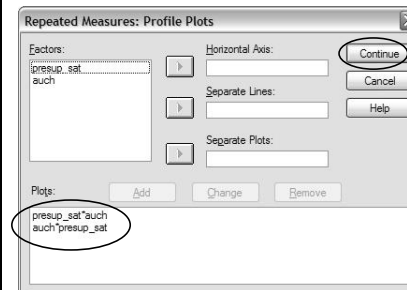 Repeated Measures: Profile Plots
Factors:
presup_sat
auch
Horizontal Axis:
Separate Lines:
Separate Plots:
Continue
Cancel
Help
Plots:
Add
Change
Remove
presup_sat*auch
auch*presup_sat